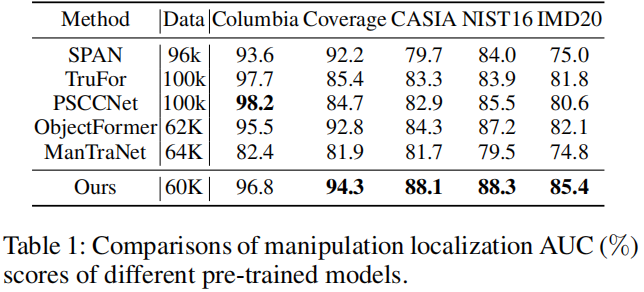 Method Data Columbia Coverage CASIA NIST16 IMD20
SPAN 96k 93.6 92.2 79.7 84.0 75.0
TruFor 100k 97.7 85.4 83.3 83.9 81.8
PSCCNet 100k 98.2 84.7 82.9 85.5 80.6
ObjectFormer 62K 95.5 92.8 84.3 87.2 82.1
ManTraNet 64K 82.4 81.9 81.7 79.5 74.8
Ours 60K 96.8 94.3 88.1 88.3 85.4
Table 1: Comparisons of manipulation localization AUC (%)
scores of different pre-trained models.